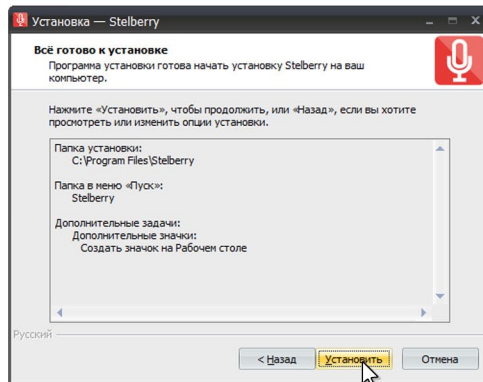 Установка — Stelberry
Всё готово к установке
Программа установки готова начать установку Stelberry на ваш
компьютер.
Нажмите «Установить», чтобы продолжить, или «Назад», если вы хотите
просмотреть или изменить опции установки.
Папка установки:
C:\Program Files\Stelberry
Папка в меню «Пуск»:
Stelberry
Дополнительные задачи:
Дополнительные значки:
Создать значок на Рабочем столе
Русский
< Назад
Установить
Отмена